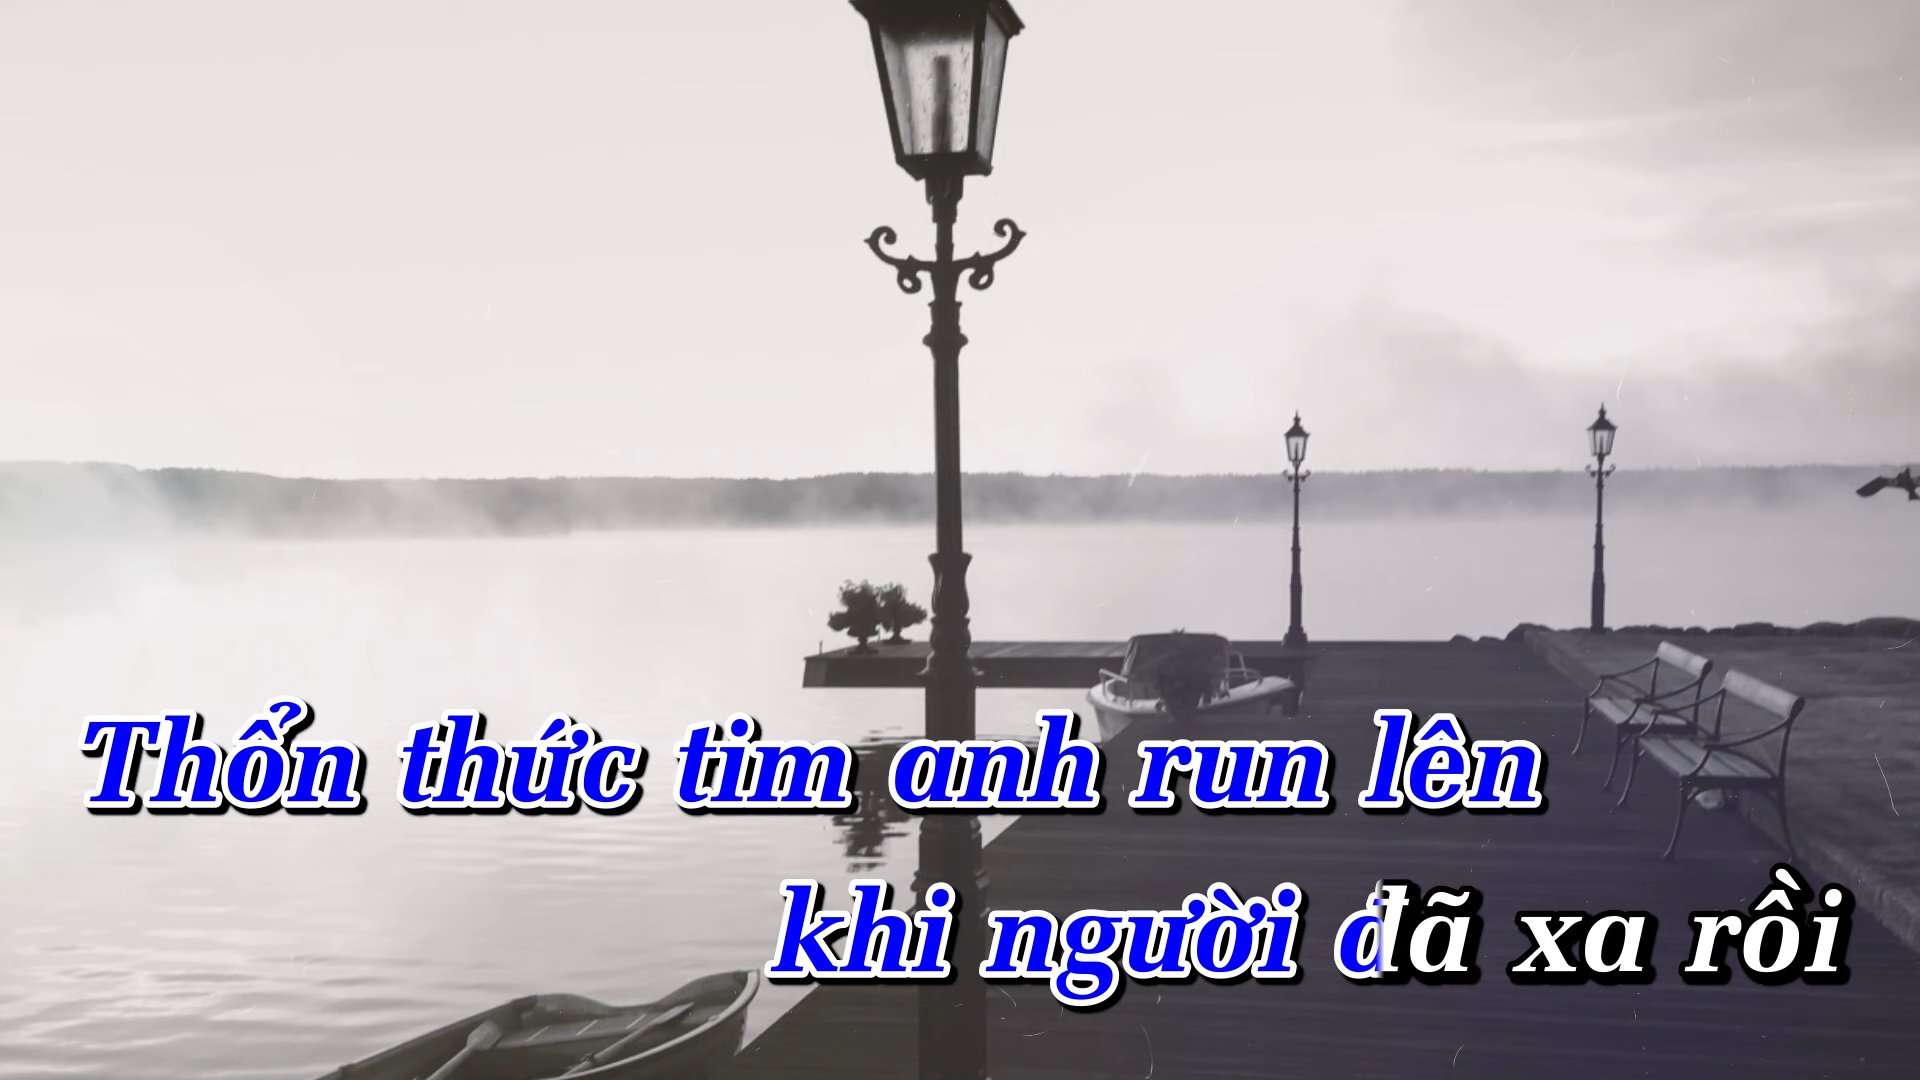 Thổn thức tim anh run lên
khi người đã xa rồi